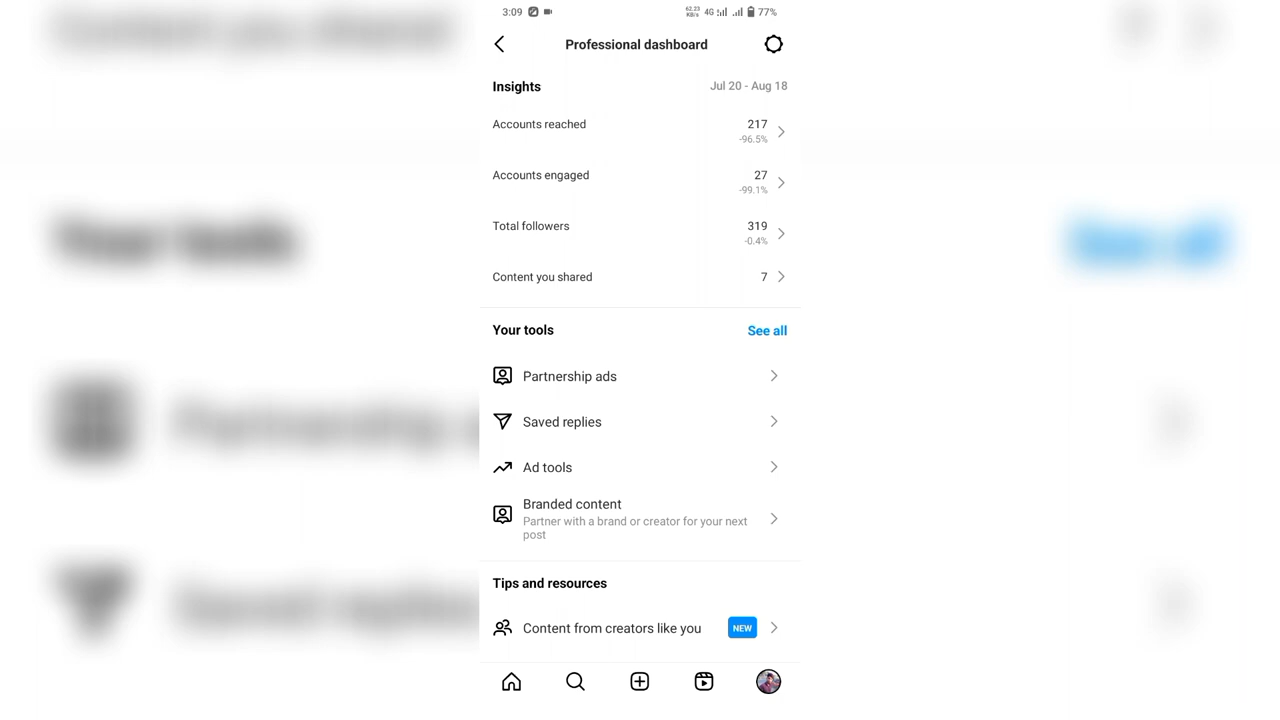 3:09 62.23 KB/s 4G 77%
Professional dashboard
Insights Jul 20 - Aug 18
Accounts reached 217
-96.5%
Accounts engaged 27
-99.1%
Total followers 319
-0.4%
Content you shared 7
Your tools See all
Partnership ads
Saved replies
Ad tools
Branded content
Partner with a brand or creator for your next
post
Tips and resources
Content from creators like you NEW